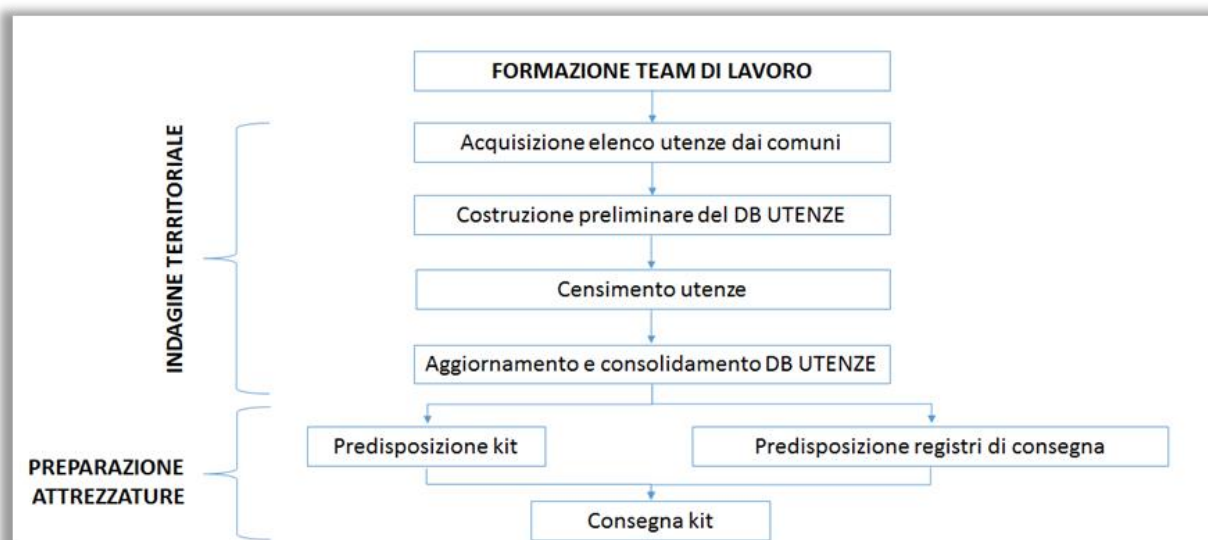 FORMAZIONE TEAM DI LAVORO
INDAGINE TERRITORIALE
Acquisizione elenco utenze dai comuni
Costruzione preliminare del DB UTENZE
Censimento utenze
Aggiornamento e consolidamento DB UTENZE
PREPARAZIONE
ATTREZZATURE
Predisposizione kit
Predisposizione registri di consegna
Consegna kit